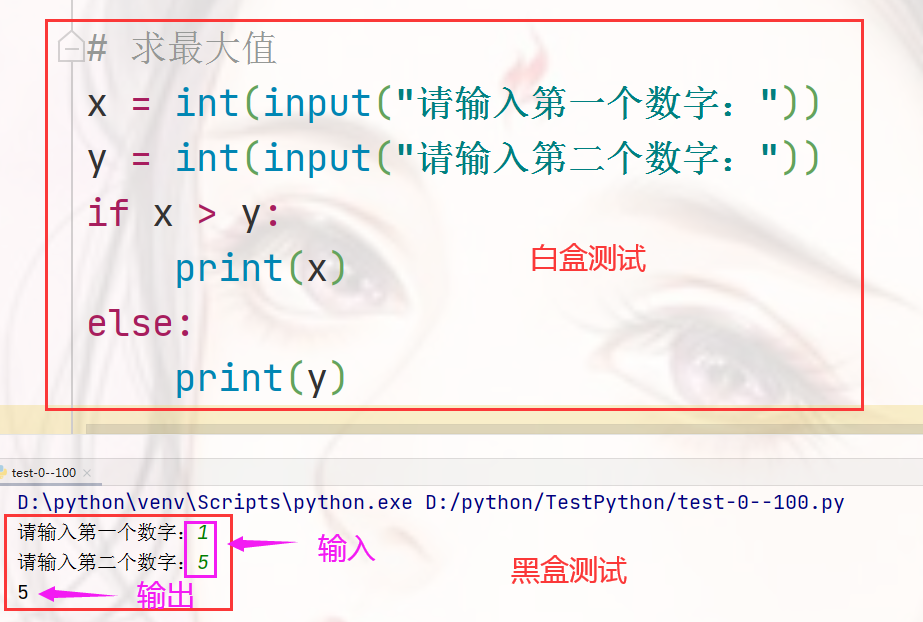 # 求最大值
x = int(input("请输入第一个数字："))
y = int(input("请输入第二个数字："))
if x > y:
    print(x)
白盒测试
else:
    print(y)
test-0--100
D:\python\venv\Scripts\python.exe D:/python/TestPython/test-0--100.py
请输入第一个数字：1
输入
请输入第二个数字：5
黑盒测试
5
输出